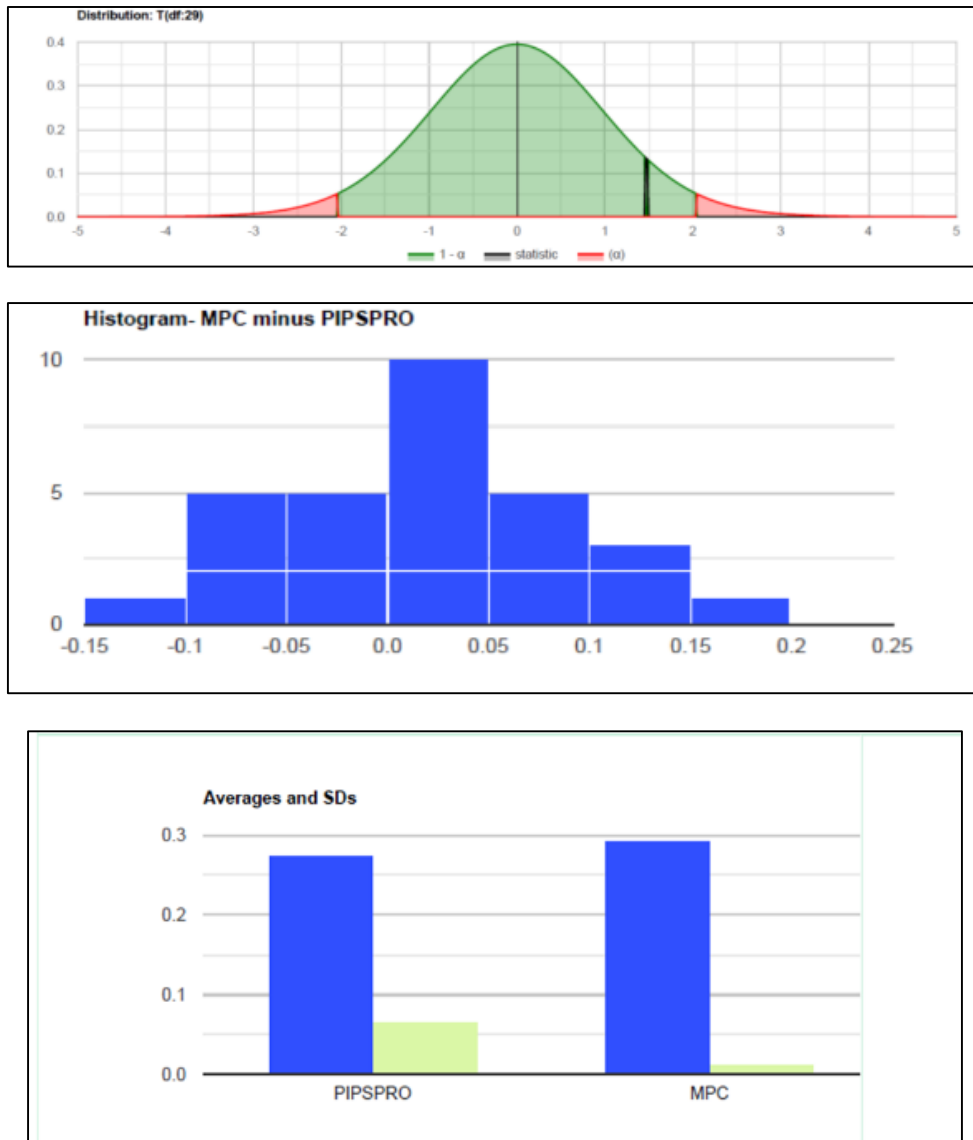 Distribution: T(df:29)
0.4
0.3
0.2
0.1
0.0
-5 -4 -3 -2 -1 0 1 2 3 4 5
1 - α statistic (α)
Histogram- MPC minus PIPSPRO
10
5
0
-0.15 -0.1 -0.05 0.0 0.05 0.1 0.15 0.2 0.25
Averages and SDs
0.3
0.2
0.1
0.0
PIPSPRO MPC